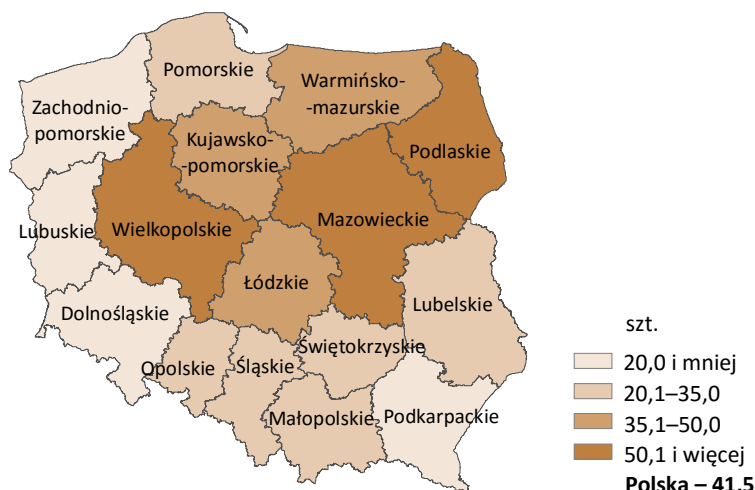 Pomorskie
Warmińsko-
-mazurskie
Zachodnio-
pomorskie
Kujawsko-
-pomorskie
Podlaskie
Wielkopolskie
Mazowieckie
Lubuskie
Łódzkie
Lubelskie
Dolnośląskie
Świętokrzyskie
Opolskie
Śląskie
Małopolskie
Podkarpackie
szt.
20,0 i mniej
20,1–35,0
35,1–50,0
50,1 i więcej
Polska – 41,5